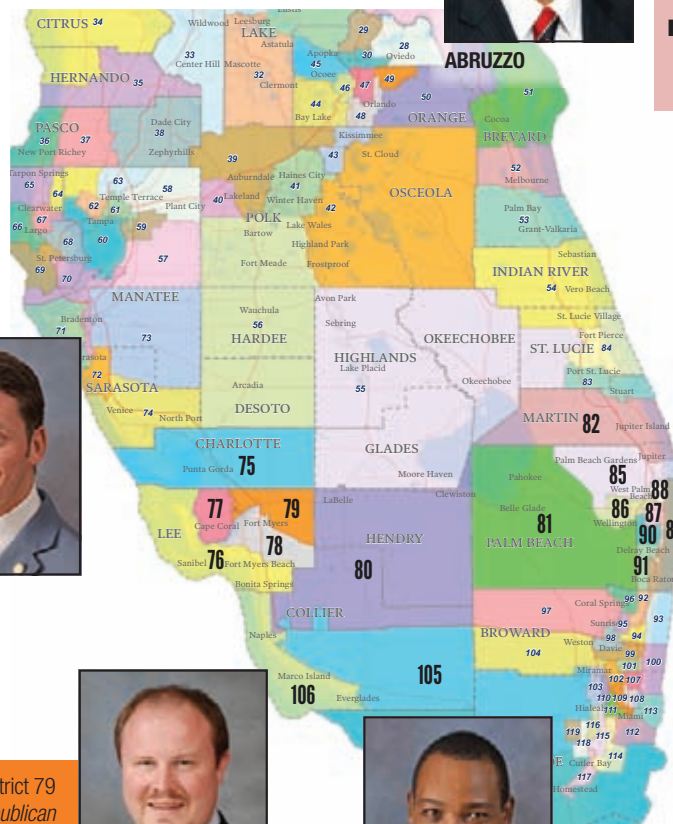 Eustis
CITRUS 34
Wildwood Leesburg
LAKE
29
28
Astatula
33
Apopka
30
Oviedo
ABRUZZO
Center Hill Mascotte
45
HERNANDO 35
32
Ocoee
46 47 49
Clermont
44
50
51
Orlando
Bay Lake 48
ORANGE
Cocoa
PASCO
Dade City
36 37
38
Kissimmee
BREVARD
New Port Richey
Zephyrhills
39
43
St. Cloud
52
Tarpon Springs
63
Auburndale Haines City
Melbourne
65 64
58
41
OSCEOLA
Temple Terrace
40 Lakeland
Winter Haven
Clearwater
62 61
Plant City
42
Palm Bay
67
Tampa
POLK
53
66 Largo
59
Lake Wales
Grant-Valkaria
68 60
Bartow
Highland Park
Sebastian
St. Petersburg
57
Fort Meade
Frostproof
INDIAN RIVER
69
70
54 Vero Beach
MANATEE
Avon Park
Wauchula
St. Lucie Village
Bradenton
56
Sebring
71
73
HARDEE
OKEECHOBEE
Fort Pierce
ST. LUCIE 84
HIGHLANDS
rasota
Lake Placid
Port St. Lucie
72
Arcadia
55
Okeechobee
83
SARASOTA
Stuart
Venice 74
North Port
DESOTO
MARTIN 82
Jupiter Island
CHARLOTTE
GLADES
Punta Gorda 75
Palm Beach Gardens Jupiter
Moore Haven
Pahokee
85
West Palm Beach
88
LaBelle
Clewiston
77
79
Belle Glade
86
87
Cape Coral Fort Myers
81
Wellington
8
LEE
HENDRY
PALM BEACH
90
78
Delray Beach
Sanibel 76 Fort Myers Beach
80
91
Bonita Springs
Boca Raton
96 92
COLLIER
97
Coral Springs
93
Sunrise 95
BROWARD
94
Naples
Weston
98
104
Davie
99
100
Marco Island
105
Miramar
101
106
102 107
103
Everglades
110 109 108
Hialeah
111
113
Miami
116
119
115
112
118
DE
Cutler Bay
114
117
Homestead
trict 79
publican